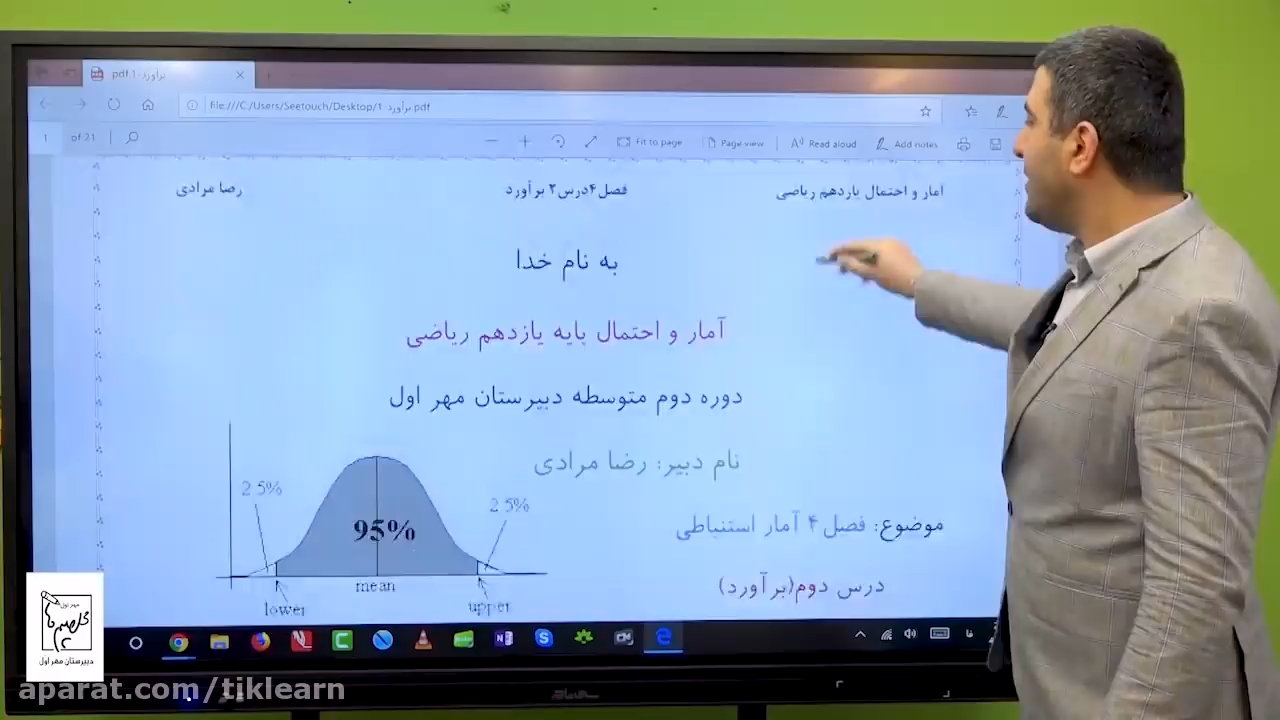 برآورد-1 pdf
file:///C:/Users/Seetouch/Desktop/1-برآورد.pdf
1 of 21
Fit to page
Page view
Read aloud
Add notes
آمار و احتمال یازدهم ریاضی
فصل۴درس۲ برآورد
رضا مرادی
به نام خدا
آمار و احتمال پایه یازدهم ریاضی
دوره دوم متوسطه دبیرستان مهر اول
نام دبیر: رضا مرادی
موضوع: فصل ۴ آمار استنباطی
درس دوم(برآورد)
2.5%
95%
2.5%
mean
lower
upper
مهر اول
دبیرستان مهر اول
aparat.com/tiklearn